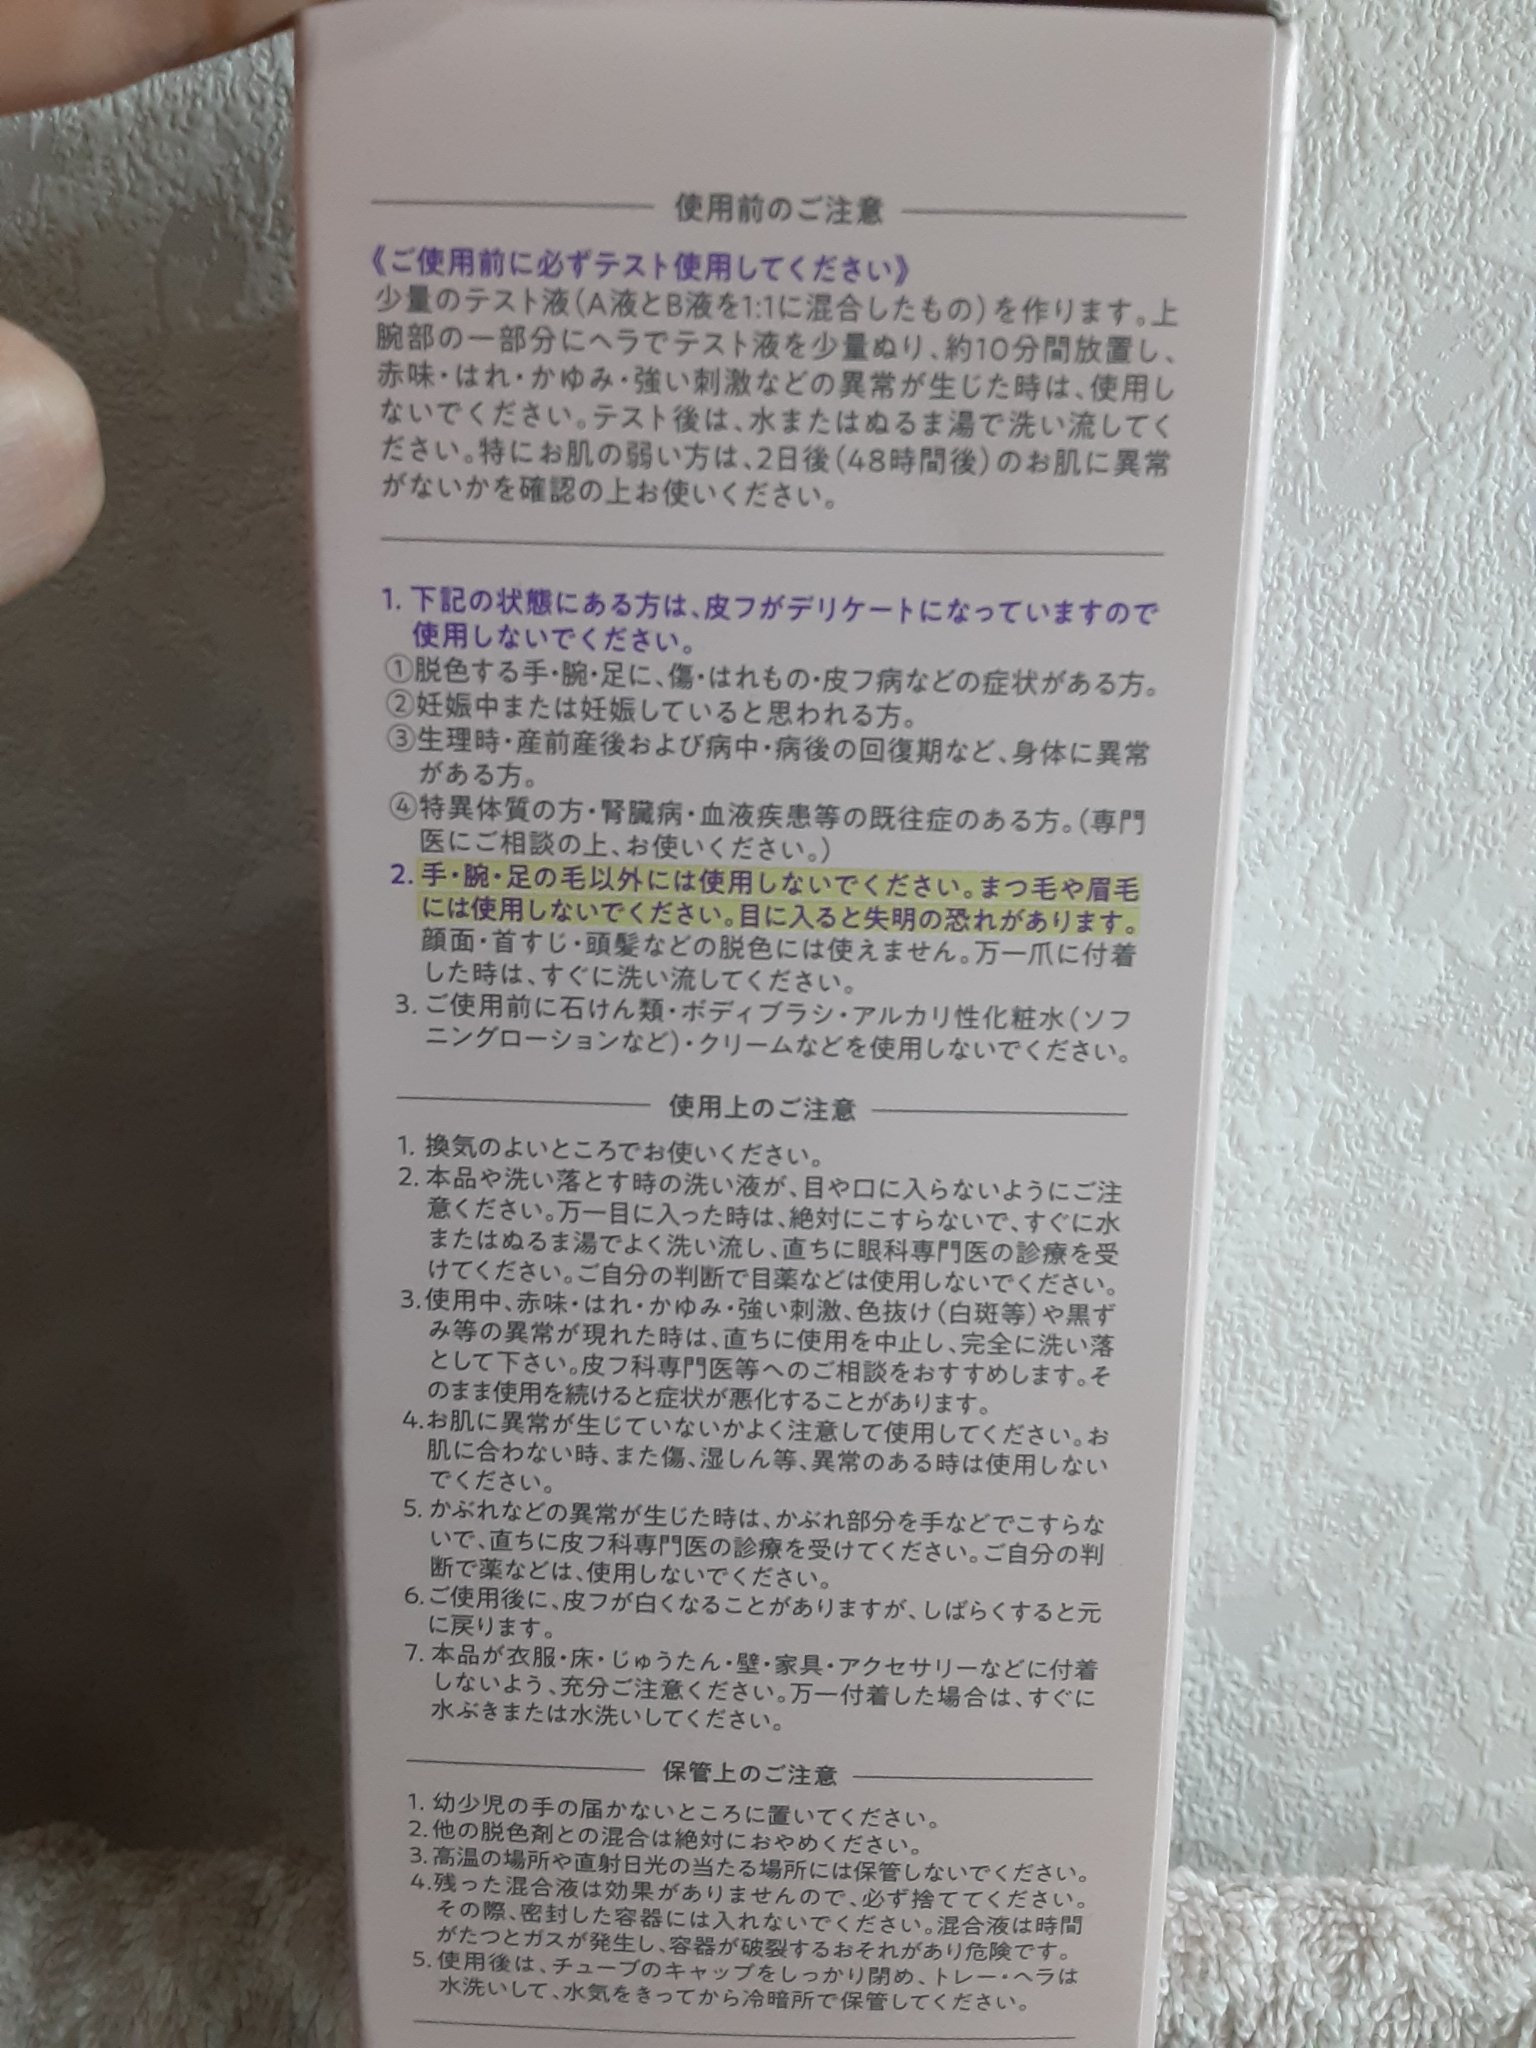 使用前のご注意
《ご使用前に必ずテスト使用してください》
少量のテスト液(A液とB液を1:1に混合したもの)を作ります。上
腕部の一部分にヘラでテスト液を少量ぬり、約10分間放置し、
赤味・はれ・かゆみ・強い刺激などの異常が生じた時は、使用し
ないでください。テスト後は、水またはぬるま湯で洗い流してく
ださい。特にお肌の弱い方は、2日後(48時間後)のお肌に異常
がないかを確認の上お使いください。
1. 下記の状態にある方は、皮フがデリケートになっていますので
使用しないでください。
①脱色する手・腕・足に、傷・はれもの・皮フ病などの症状がある方。
②妊娠中または妊娠していると思われる方。
③生理時・産前産後および病中・病後の回復期など、身体に異常
がある方。
④特異体質の方・腎臓病・血液疾患等の既往症のある方。(専門
医にご相談の上、お使いください。)
2. 手・腕・足の毛以外には使用しないでください。まつ毛や眉毛
には使用しないでください。目に入ると失明の恐れがあります。
顔面・首すじ・頭髪などの脱色には使えません。万一爪に付着
した時は、すぐに洗い流してください。
3. ご使用前に石けん類・ボディブラシ・アルカリ性化粧水(ソフ
ニングローションなど)・クリームなどを使用しないでください。
使用上のご注意
1. 換気のよいところでお使いください。
2. 本品や洗い落とす時の洗い液が、目や口に入らないようにご注
意ください。万一目に入った時は、絶対にこすらないで、すぐに水
またはぬるま湯でよく洗い流し、直ちに眼科専門医の診療を受
けてください。ご自分の判断で目薬などは使用しないでください。
3. 使用中、赤味・はれ・かゆみ・強い刺激、色抜け(白斑等)や黒ず
み等の異常が現れた時は、直ちに使用を中止し、完全に洗い落
として下さい。皮フ科専門医等へのご相談をおすすめします。そ
のまま使用を続けると症状が悪化することがあります。
4. お肌に異常が生じていないかよく注意して使用してください。お
肌に合わない時、また傷、湿しん等、異常のある時は使用しない
でください。
5. かぶれなどの異常が生じた時は、かぶれ部分を手などでこすらな
いで、直ちに皮フ科専門医の診療を受けてください。ご自分の判
断で薬などは、使用しないでください。
6. ご使用後に、皮フが白くなることがありますが、しばらくすると元
に戻ります。
7. 本品が衣服・床・じゅうたん・壁・家具・アクセサリーなどに付着
しないよう、充分ご注意ください。万一付着した場合は、すぐに
水ぶきまたは水洗いしてください。
保管上のご注意
1. 幼少児の手の届かないところに置いてください。
2. 他の脱色剤との混合は絶対におやめください。
3. 高温の場所や直射日光の当たる場所には保管しないでください。
4. 残った混合液は効果がありませんので、必ず捨ててください。
その際、密封した容器には入れないでください。混合液は時間
がたつとガスが発生し、容器が破裂するおそれがあり危険です。
5. 使用後は、チューブのキャップをしっかり閉め、トレー・ヘラは
水洗いして、水気をきってから冷暗所で保管してください。